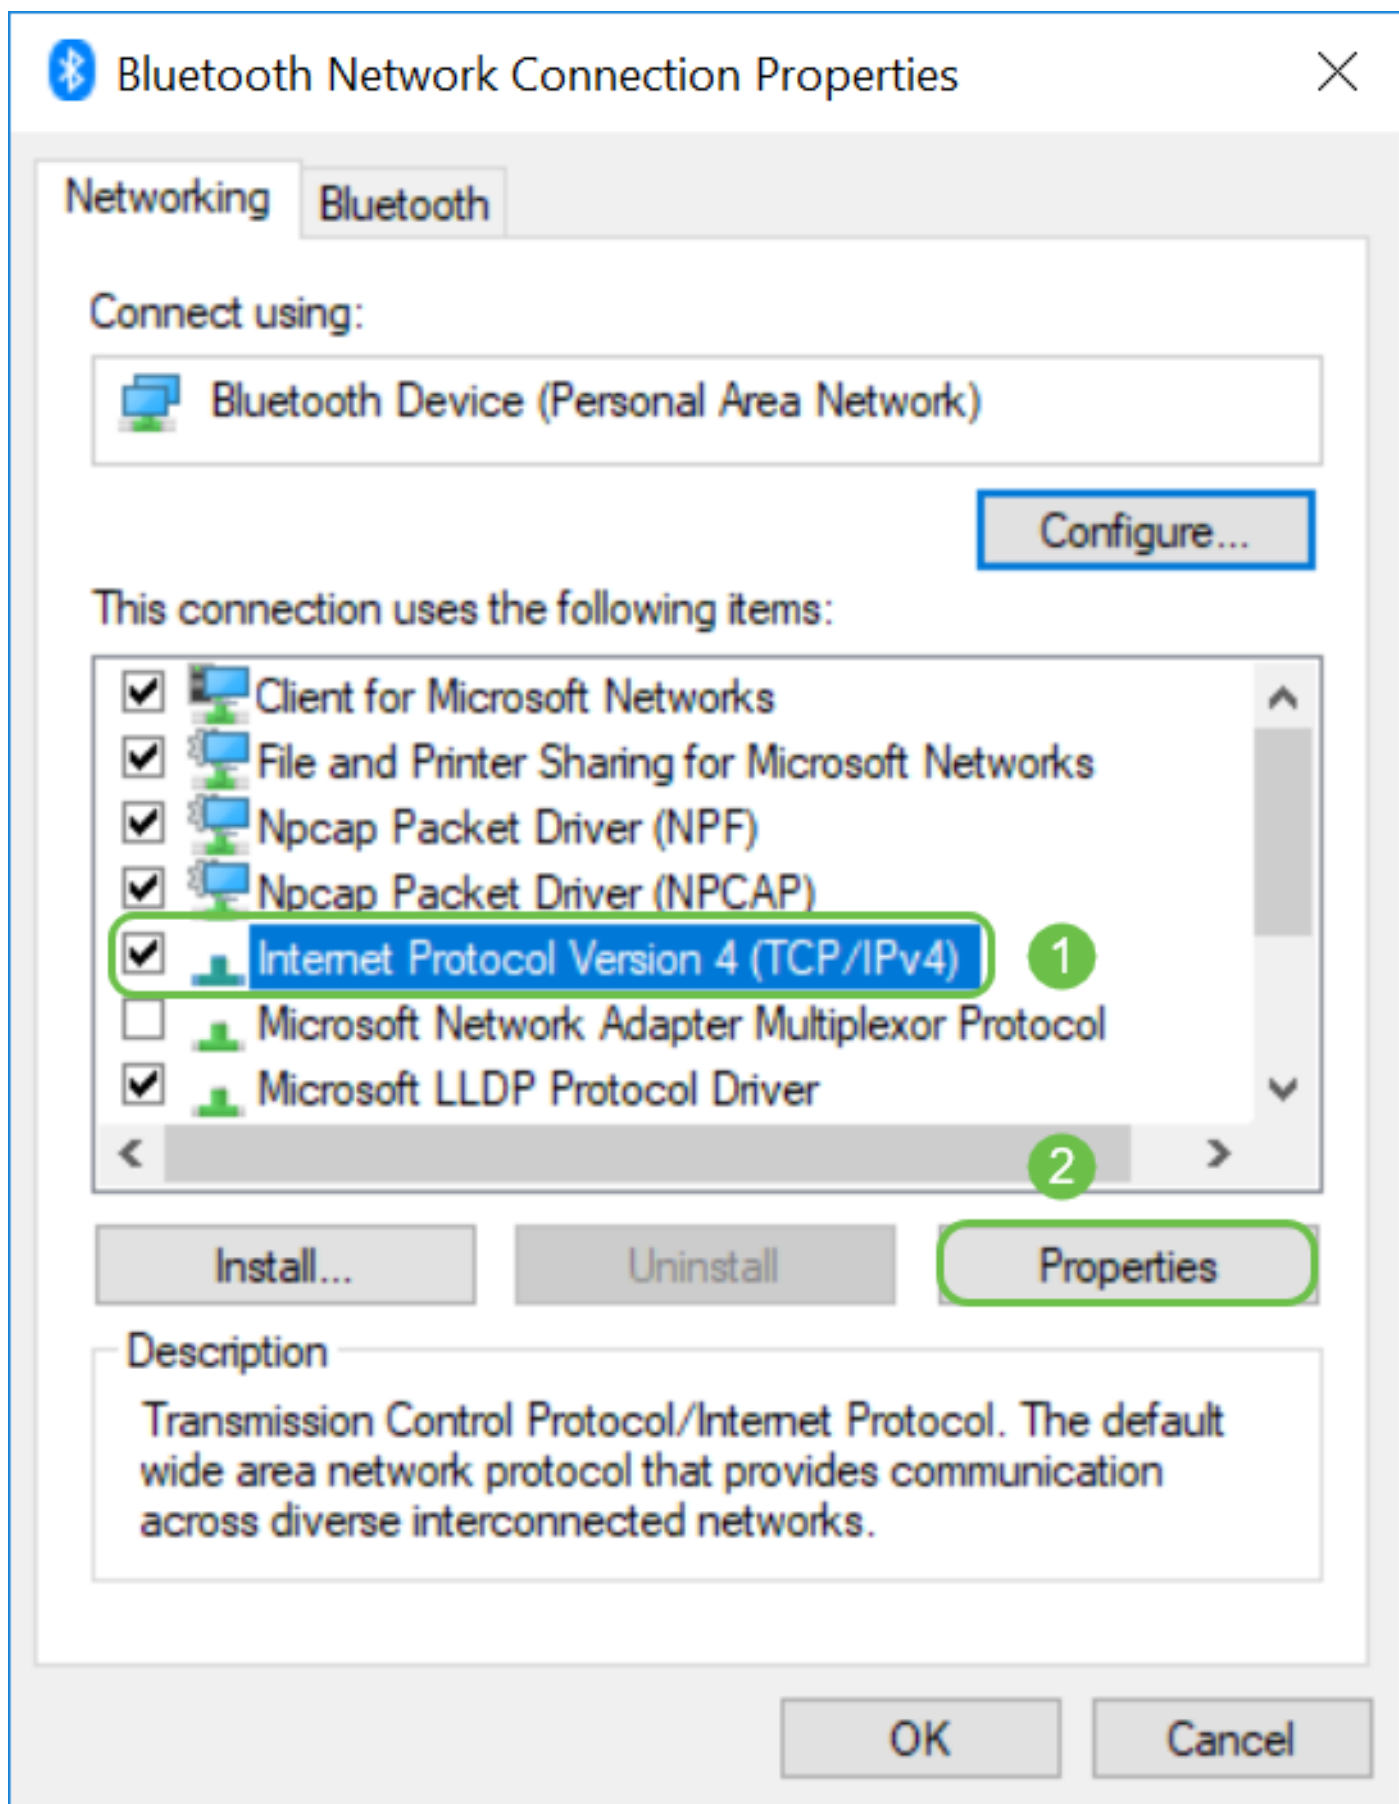 Bluetooth Network Connection Properties
Networking
Bluetooth
Connect using:
Bluetooth Device (Personal Area Network)
Configure...
This connection uses the following items:
Client for Microsoft Networks
File and Printer Sharing for Microsoft Networks
Npcap Packet Driver (NPF)
Npcap Packet Driver (NPCAP)
Internet Protocol Version 4 (TCP/IPv4)
1
Microsoft Network Adapter Multiplexor Protocol
Microsoft LLDP Protocol Driver
2
Install...
Uninstall
Properties
Description
Transmission Control Protocol/Internet Protocol. The default
wide area network protocol that provides communication
across diverse interconnected networks.
OK
Cancel